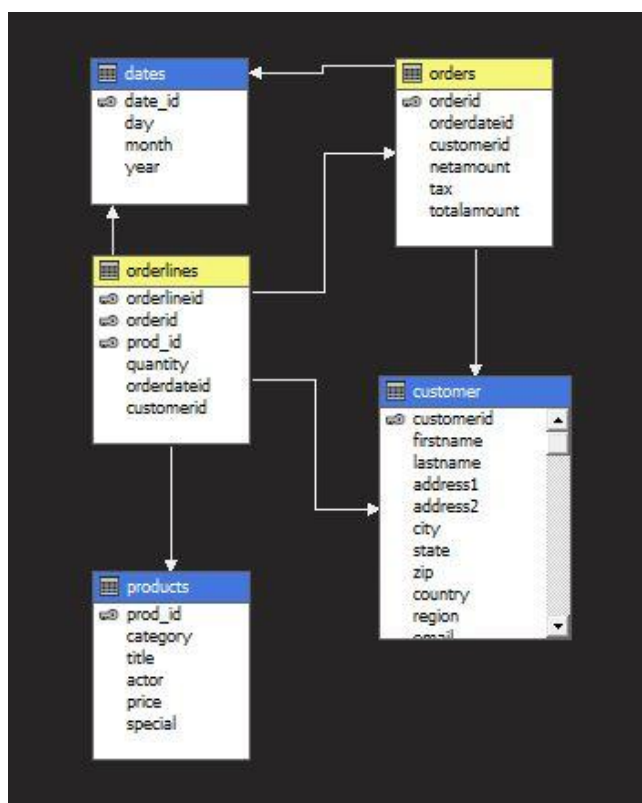 dates
date_id
day
month
year
orders
orderid
orderdateid
customerid
netamount
tax
totalamount
orderlines
orderlineid
orderid
prod_id
quantity
orderdateid
customerid
customer
customerid
firstname
lastname
address1
address2
city
state
zip
country
region
email
products
prod_id
category
title
actor
price
special